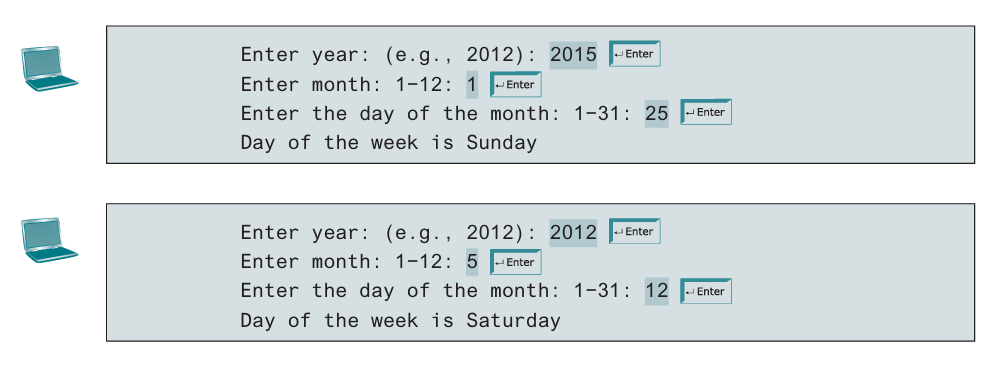 Enter year: (e.g., 2012): 2015 ↵Enter
Enter month: 1-12: 1 ↵Enter
Enter the day of the month: 1-31: 25 ↵Enter
Day of the week is Sunday
Enter year: (e.g., 2012): 2012 ↵Enter
Enter month: 1-12: 5 ↵Enter
Enter the day of the month: 1-31: 12 ↵Enter
Day of the week is Saturday